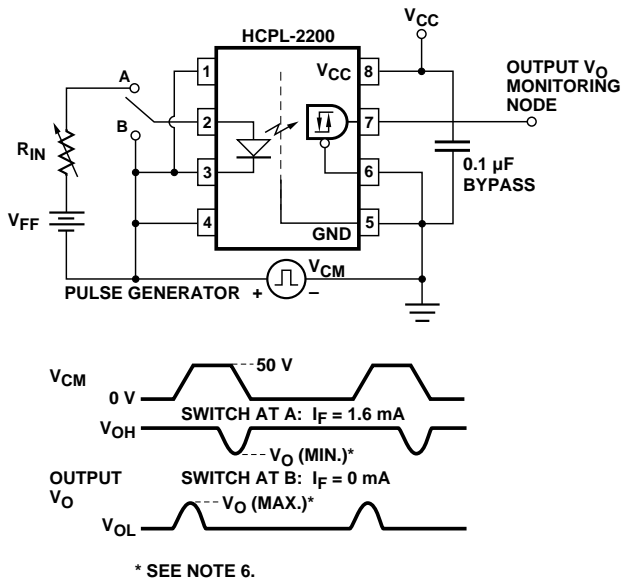 HCPL-2200
V_CC
A
B
R_IN
V_FF
1
2
3
4
V_CC
8
7
6
5
GND
OUTPUT V_O
MONITORING
NODE
0.1 µF
BYPASS
PULSE GENERATOR + − V_CM
V_CM
50 V
0 V
SWITCH AT A: I_F = 1.6 mA
V_OH
V_O (MIN.)*
OUTPUT
V_O
SWITCH AT B: I_F = 0 mA
V_O (MAX.)*
V_OL
* SEE NOTE 6.